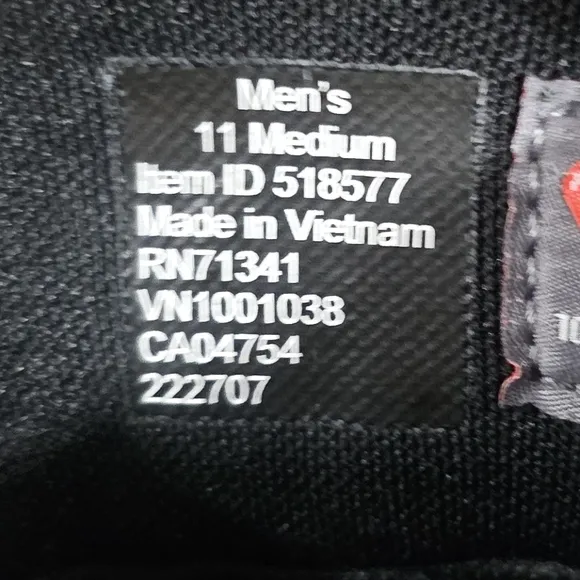 Men's
11 Medium
Item ID 518577
Made in Vietnam
RN71341
VN1001038
CA04754
222707